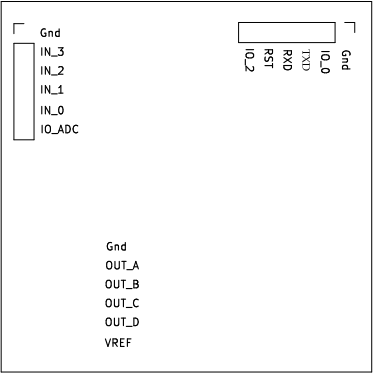 Gnd
IN_3
IN_2
IN_1
IN_0
IO_ADC
IO_2
RST
RXD
TXD
IO_0
Gnd
Gnd
OUT_A
OUT_B
OUT_C
OUT_D
VREF